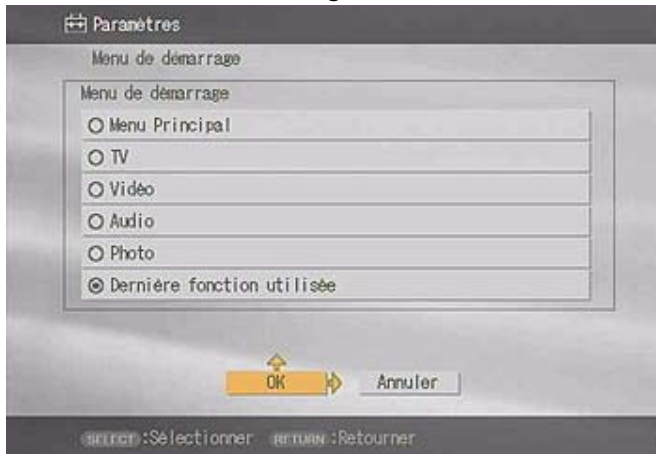 Paramètres
Menu de démarrage
Menu de démarrage
Menu Principal
TV
Vidéo
Audio
Photo
Dernière fonction utilisée
OK
Annuler
SELECT:Sélectionner RETURN:Retourner